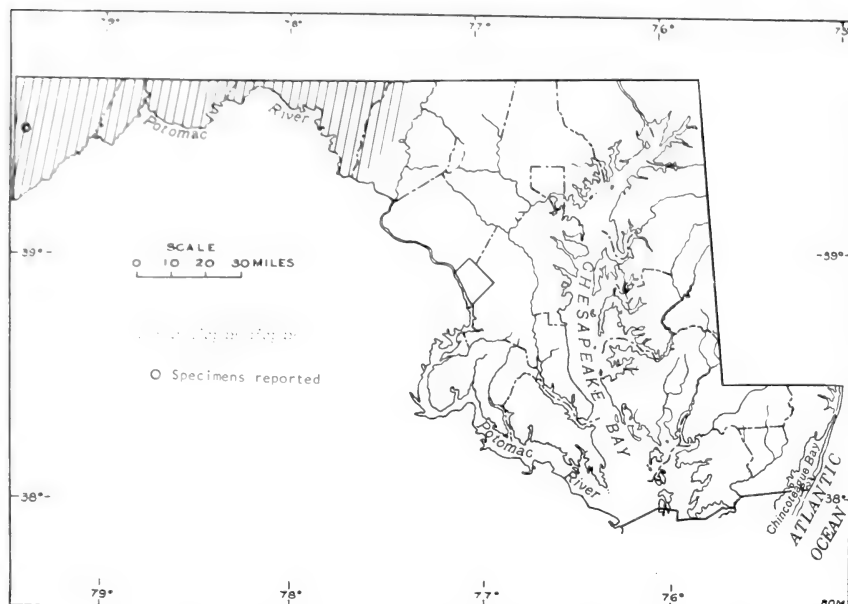 79°
78°
77°
76°
Potomac
River
39°
SCALE
0 10 20 30 MILES
39°
CHESAPEAKE BAY
O Specimens reported
Potomac
River
38°
Chincoteague Bay
38°
ATLANTIC
OCEAN
79°
78°
77°
76°